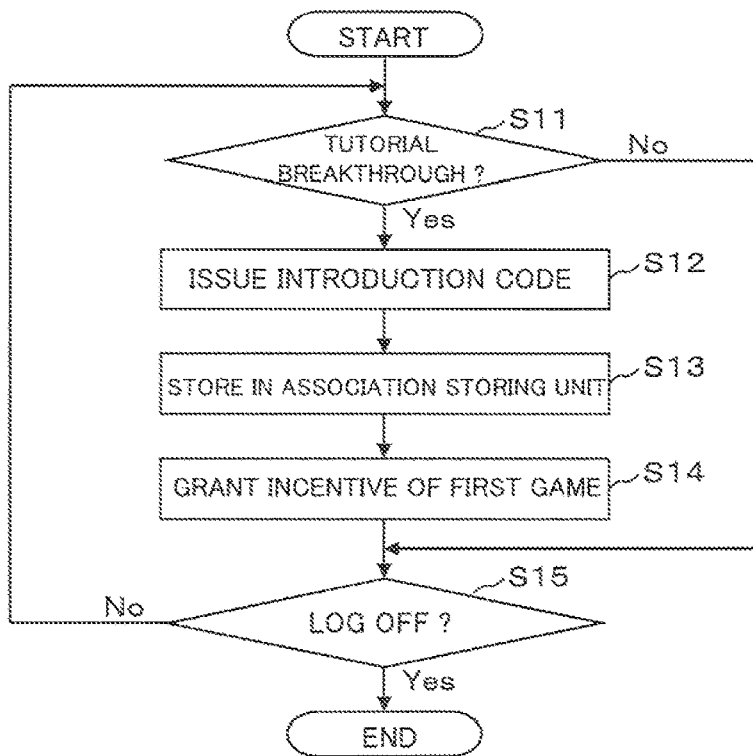 START
S11
TUTORIAL
BREAKTHROUGH ?
No
Yes
ISSUE INTRODUCTION CODE
S12
STORE IN ASSOCIATION STORING UNIT
S13
GRANT INCENTIVE OF FIRST GAME
S14
S15
No
LOG OFF ?
Yes
END